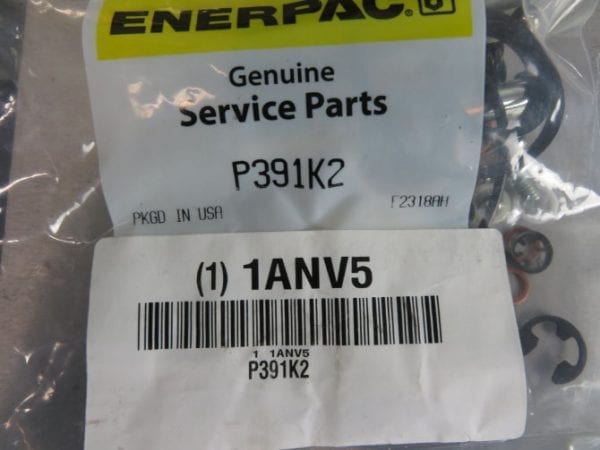 ENERPAC
Genuine
Service Parts
P391K2
PKGD IN USA
F2318AH
(1) 1ANV5
1 1ANV5
P391K2